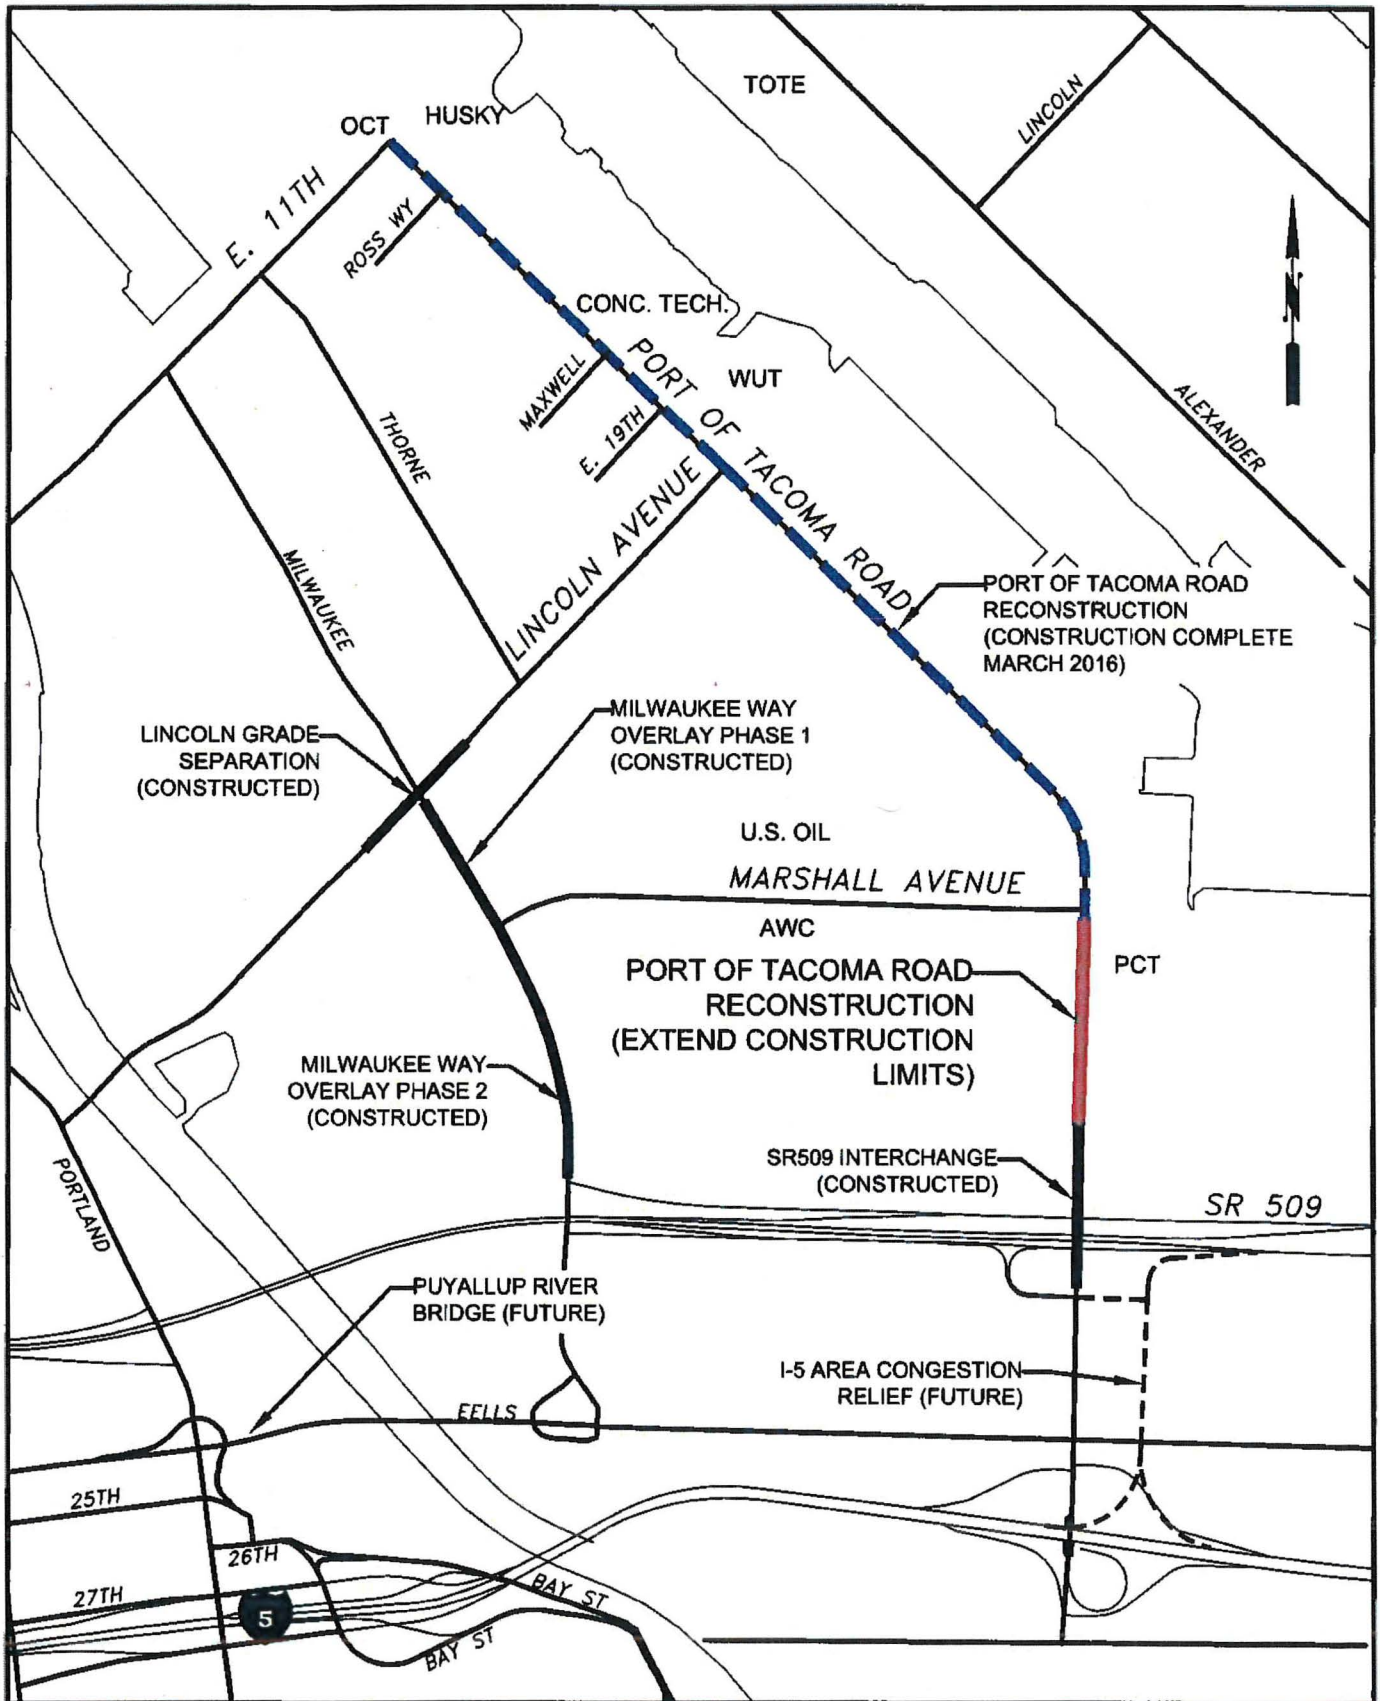 TOTE
LINCOLN
HUSKY
OCT
E. 11TH
ROSS WY
N
CONC. TECH.
PORT OF TACOMA ROAD
WUT
MAXWELL
E. 19TH
ALEXANDER
THORNE
LINCOLN AVENUE
MILWAUKEE
PORT OF TACOMA ROAD
RECONSTRUCTION
(CONSTRUCTION COMPLETE
MARCH 2016)
LINCOLN GRADE
SEPARATION
(CONSTRUCTED)
MILWAUKEE WAY
OVERLAY PHASE 1
(CONSTRUCTED)
U.S. OIL
MARSHALL AVENUE
AWC
PCT
PORT OF TACOMA ROAD
RECONSTRUCTION
(EXTEND CONSTRUCTION
LIMITS)
MILWAUKEE WAY
OVERLAY PHASE 2
(CONSTRUCTED)
SR509 INTERCHANGE
(CONSTRUCTED)
SR 509
PORTLAND
PUYALLUP RIVER
BRIDGE (FUTURE)
I-5 AREA CONGESTION
RELIEF (FUTURE)
EELLS
25TH
26TH
27TH
5
BAY ST
BAY ST